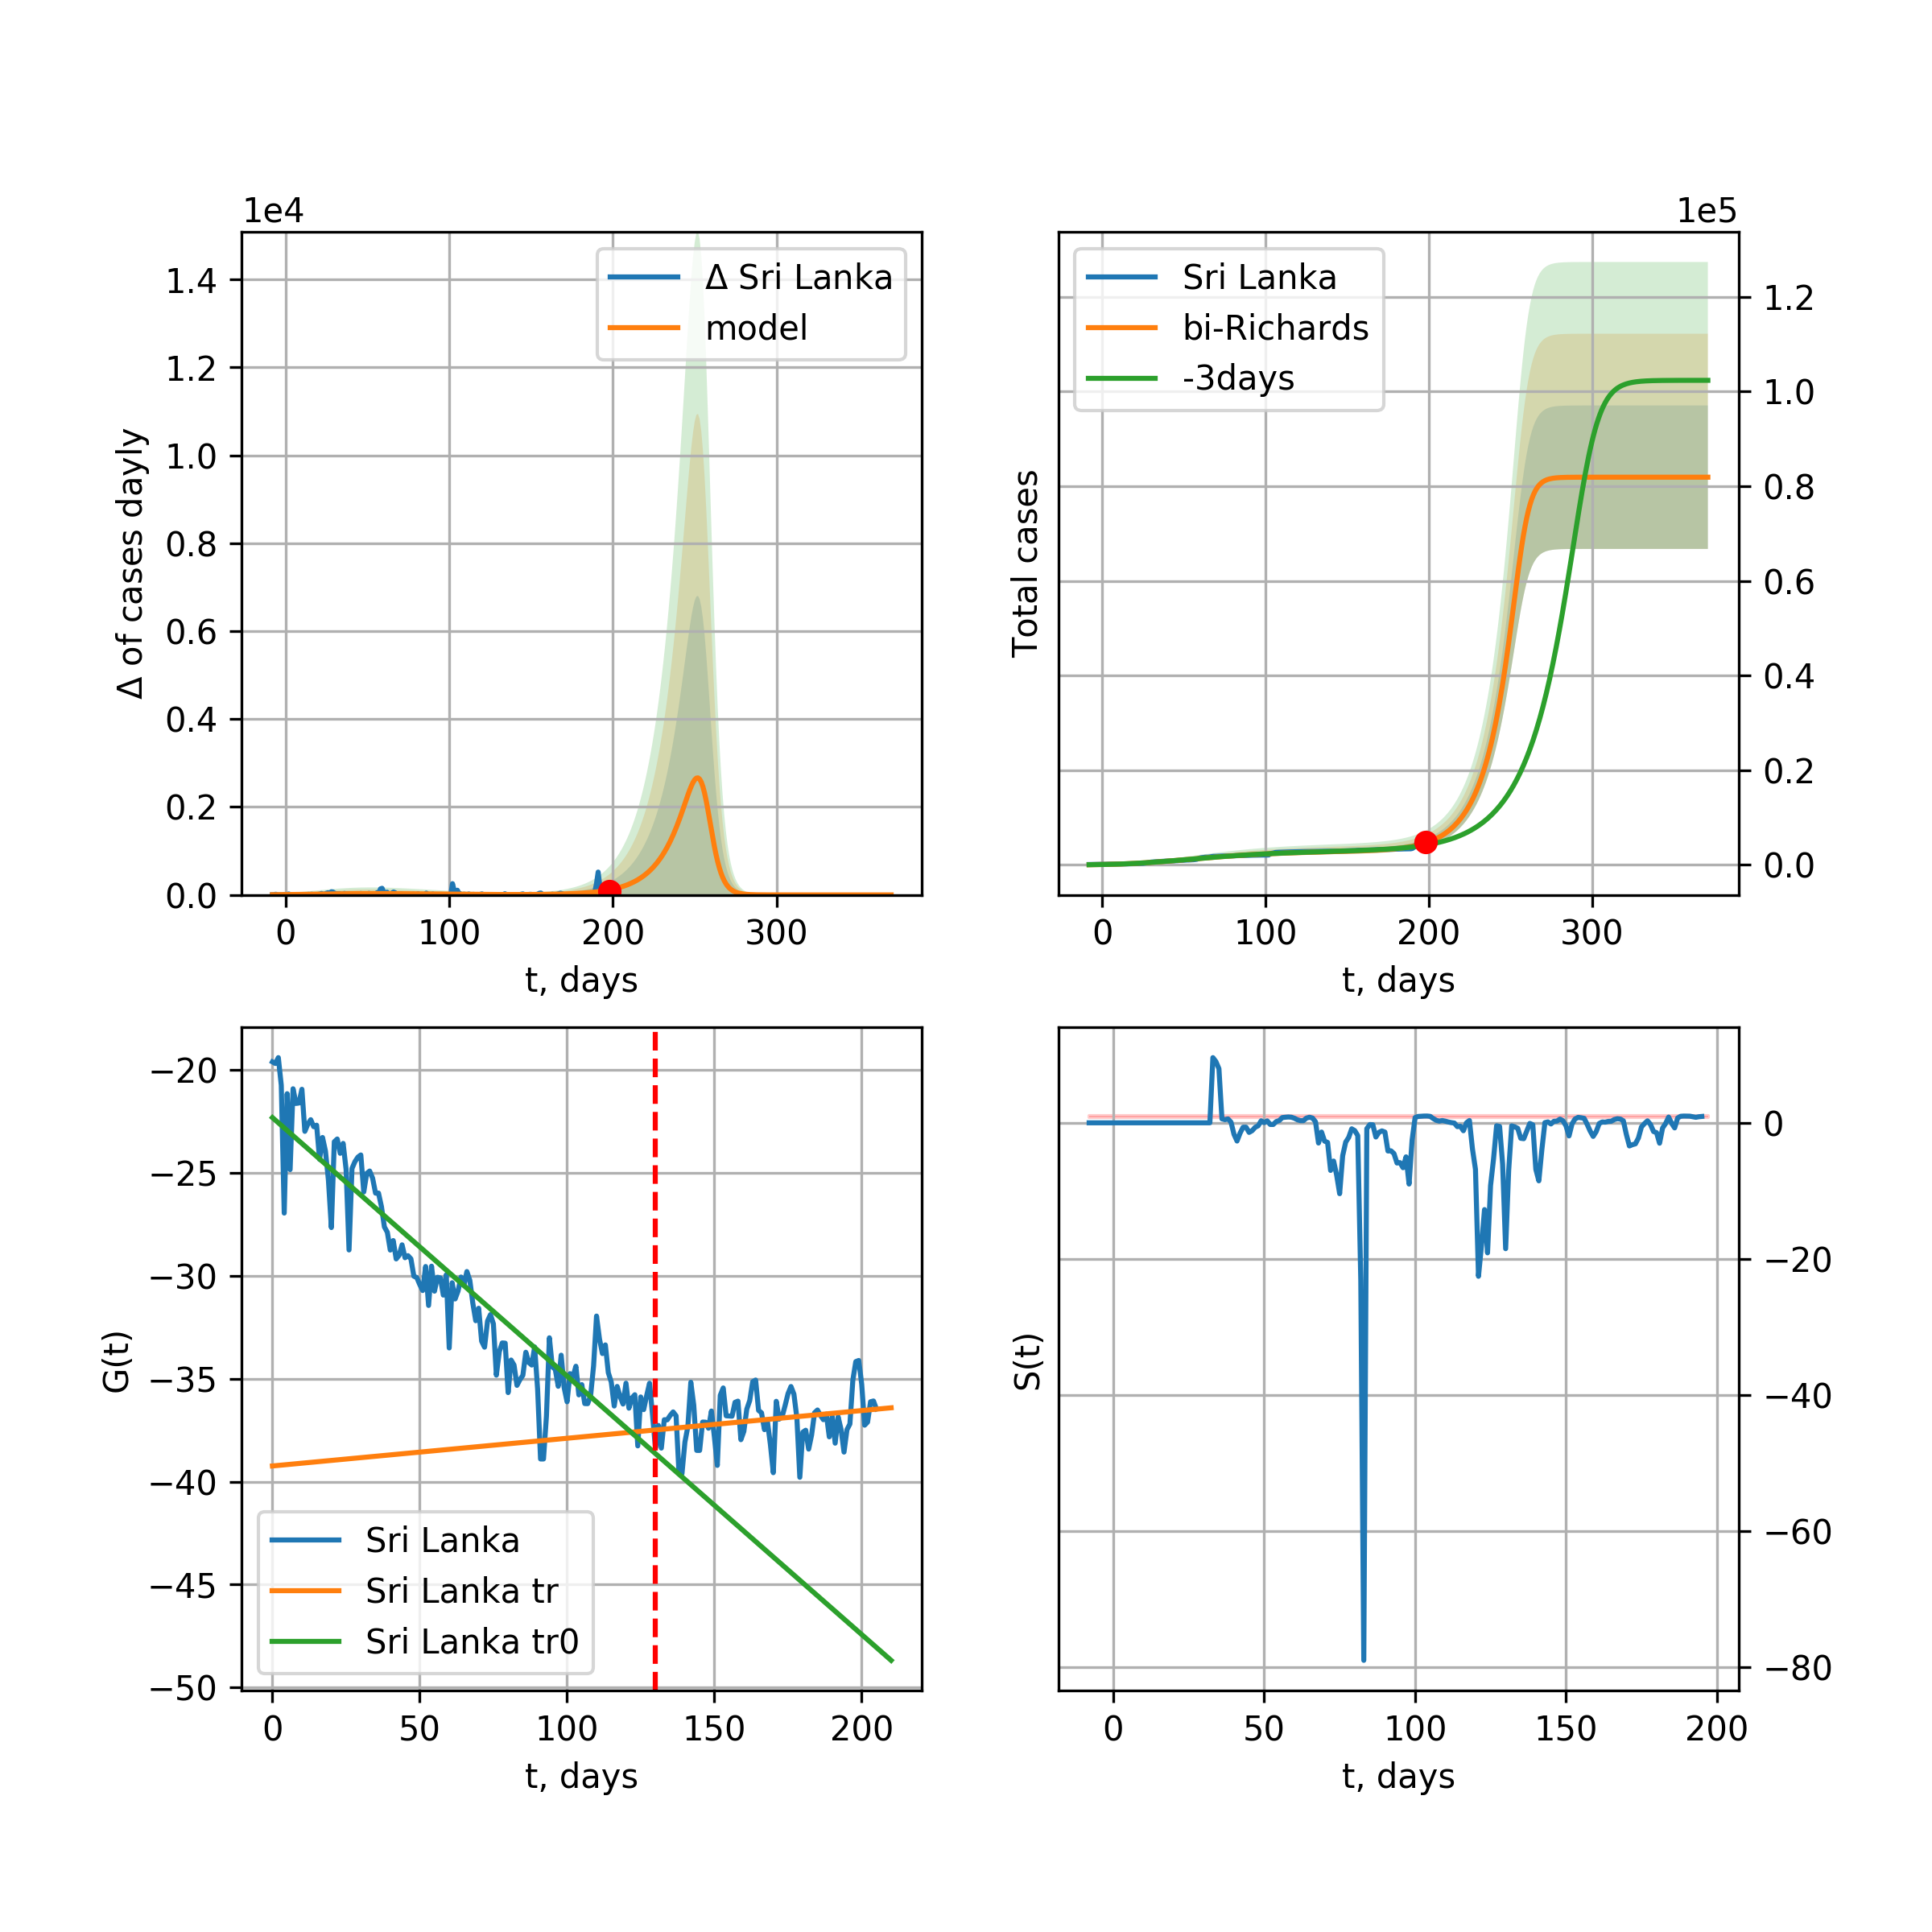 1e4
Δ Sri Lanka
model
1.4
1.2
1.0
0.8
0.6
0.4
0.2
0.0
Δ of cases dayly
0
100
200
300
t, days
1e5
Sri Lanka
bi-Richards
-3days
1.2
1.0
0.8
0.6
0.4
0.2
0.0
Total cases
0
100
200
300
t, days
−20
−25
−30
−35
−40
−45
−50
G(t)
Sri Lanka
Sri Lanka tr
Sri Lanka tr0
0
50
100
150
200
t, days
0
−20
−40
−60
−80
S(t)
0
50
100
150
200
t, days